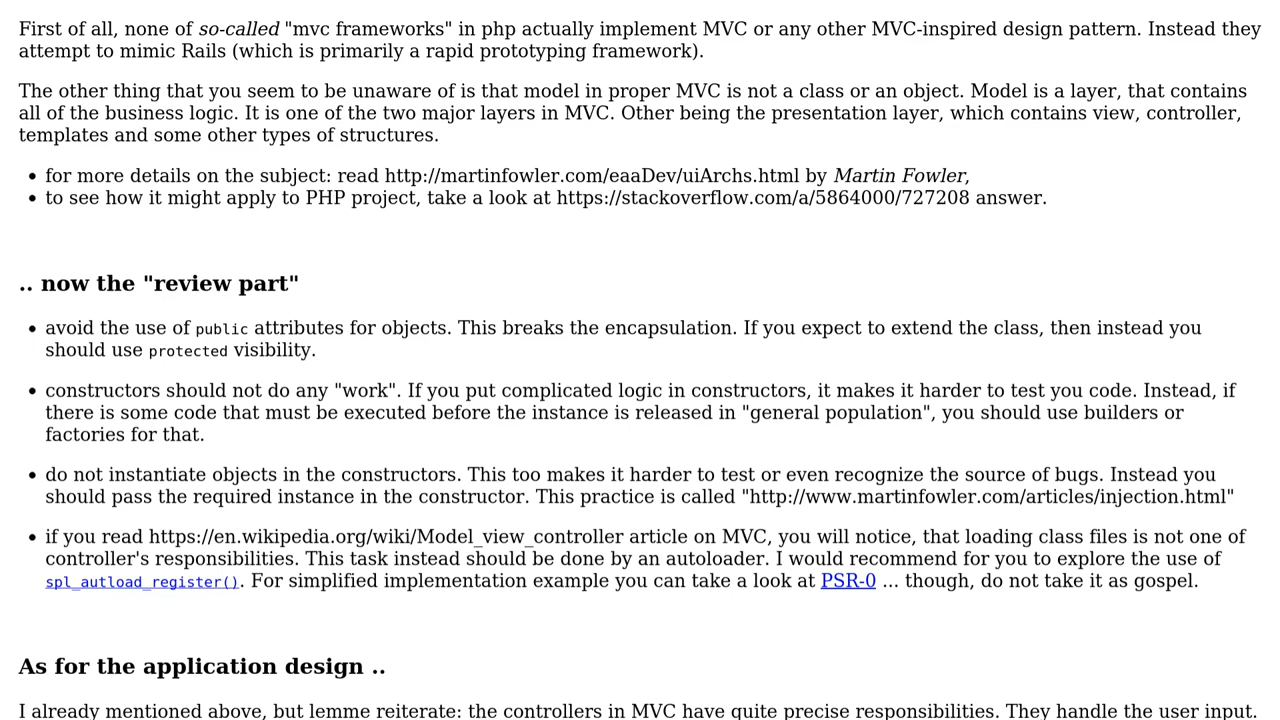 First of all, none of so-called "mvc frameworks" in php actually implement MVC or any other MVC-inspired design pattern. Instead they
attempt to mimic Rails (which is primarily a rapid prototyping framework).
The other thing that you seem to be unaware of is that model in proper MVC is not a class or an object. Model is a layer, that contains
all of the business logic. It is one of the two major layers in MVC. Other being the presentation layer, which contains view, controller,
templates and some other types of structures.
• for more details on the subject: read http://martinfowler.com/eaaDev/uiArchs.html by Martin Fowler,
• to see how it might apply to PHP project, take a look at https://stackoverflow.com/a/5864000/727208 answer.
.. now the "review part"
• avoid the use of public attributes for objects. This breaks the encapsulation. If you expect to extend the class, then instead you
should use protected visibility.
• constructors should not do any "work". If you put complicated logic in constructors, it makes it harder to test you code. Instead, if
there is some code that must be executed before the instance is released in "general population", you should use builders or
factories for that.
• do not instantiate objects in the constructors. This too makes it harder to test or even recognize the source of bugs. Instead you
should pass the required instance in the constructor. This practice is called "http://www.martinfowler.com/articles/injection.html"
• if you read https://en.wikipedia.org/wiki/Model_view_controller article on MVC, you will notice, that loading class files is not one of
controller's responsibilities. This task instead should be done by an autoloader. I would recommend for you to explore the use of
spl_autload_register(). For simplified implementation example you can take a look at PSR-0 ... though, do not take it as gospel.
As for the application design ..
I already mentioned above, but lemme reiterate: the controllers in MVC have quite precise responsibilities. They handle the user input.